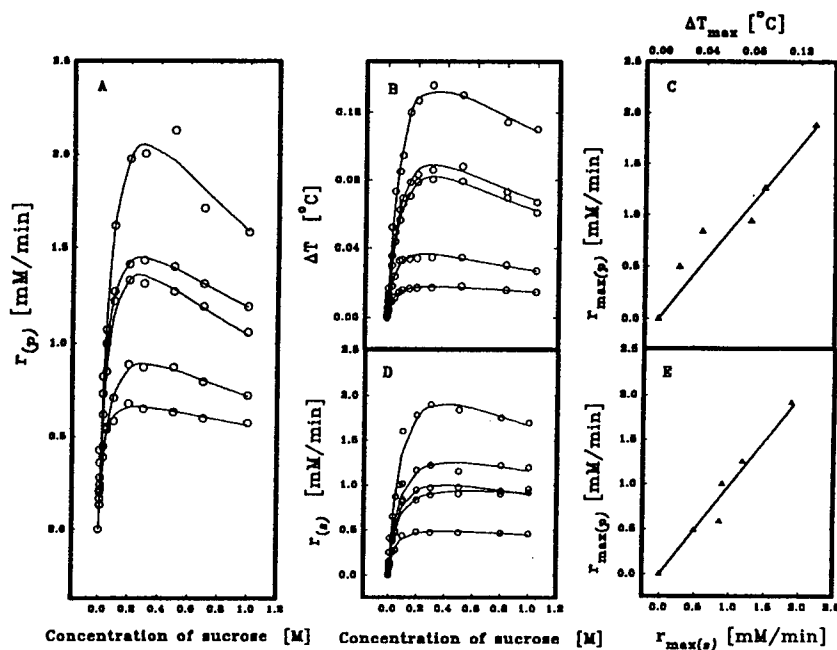 ΔT_max [°C]
0.00 0.04 0.08 0.12
A
2.5
2.0
1.5
1.0
0.5
0.0
r_(p) [mM/min]
0.0 0.2 0.4 0.6 0.8 1.0 1.2
Concentration of sucrose [M]
B
0.12
0.08
0.04
0.00
ΔT [°C]
C
2.5
2.0
1.5
1.0
0.5
0.0
r_max(p) [mM/min]
D
2.5
2.0
1.5
1.0
0.5
0.0
r_(s) [mM/min]
0.0 0.2 0.4 0.6 0.8 1.0 1.2
Concentration of sucrose [M]
E
2.5
2.0
1.5
1.0
0.5
0.0
r_max(p) [mM/min]
0.0 0.5 1.0 1.5 2.0 2.5
r_max(s) [mM/min]